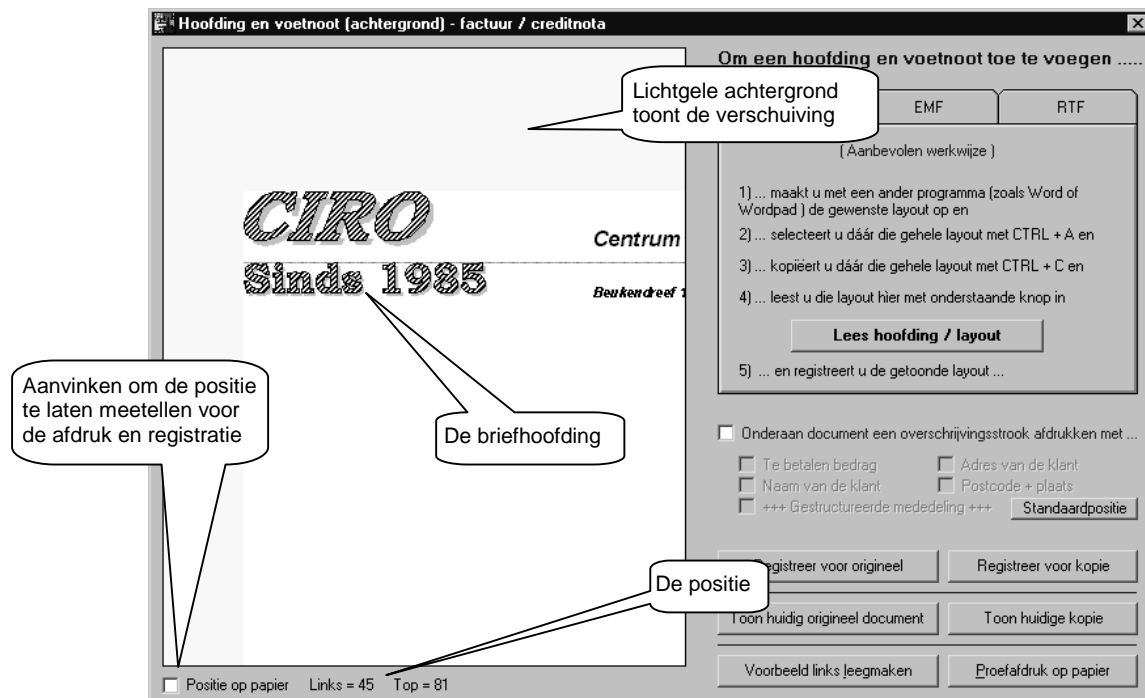 Hoofding en voetnoot (achtergrond) - factuur / creditnota
Om een hoofding en voetnoot toe te voegen .....
Lichtgele achtergrond
toont de verschuiving
EMF
RTF
( Aanbevolen werkwijze )
1) ... maakt u met een ander programma (zoals Word of
Wordpad ) de gewenste layout op en
2) ... selecteert u dáár die gehele layout met CTRL + A en
3) ... kopiëert u dáár die gehele layout met CTRL + C en
4) ... leest u die layout hìer met onderstaande knop in
Lees hoofding / layout
5) ... en registreert u de getoonde layout ...
CIRO
Sinds 1985
Centrum
Beukendreef 1
Aanvinken om de positie
te laten meetellen voor
de afdruk en registratie
De briefhoofding
Onderaan document een overschrijvingsstrook afdrukken met ...
Te betalen bedrag
Adres van de klant
Naam van de klant
Postcode + plaats
+++ Gestructureerde mededeling +++
Standaardpositie
De positie
Registreer voor origineel
Registreer voor kopie
Toon huidig origineel document
Toon huidige kopie
Voorbeeld links leegmaken
Proefafdruk op papier
Positie op papier Links = 45 Top = 81